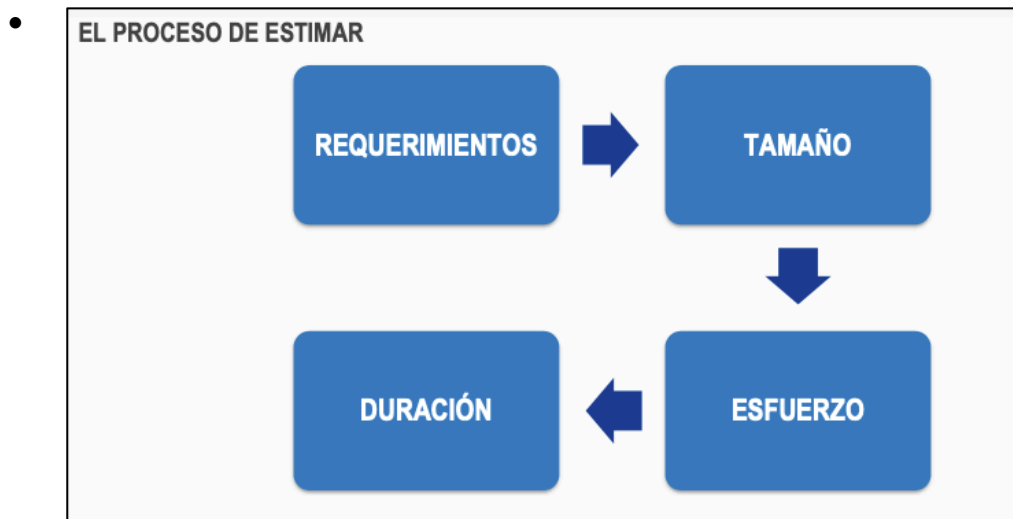 EL PROCESO DE ESTIMAR
REQUERIMIENTOS
TAMAÑO
ESFUERZO
DURACIÓN